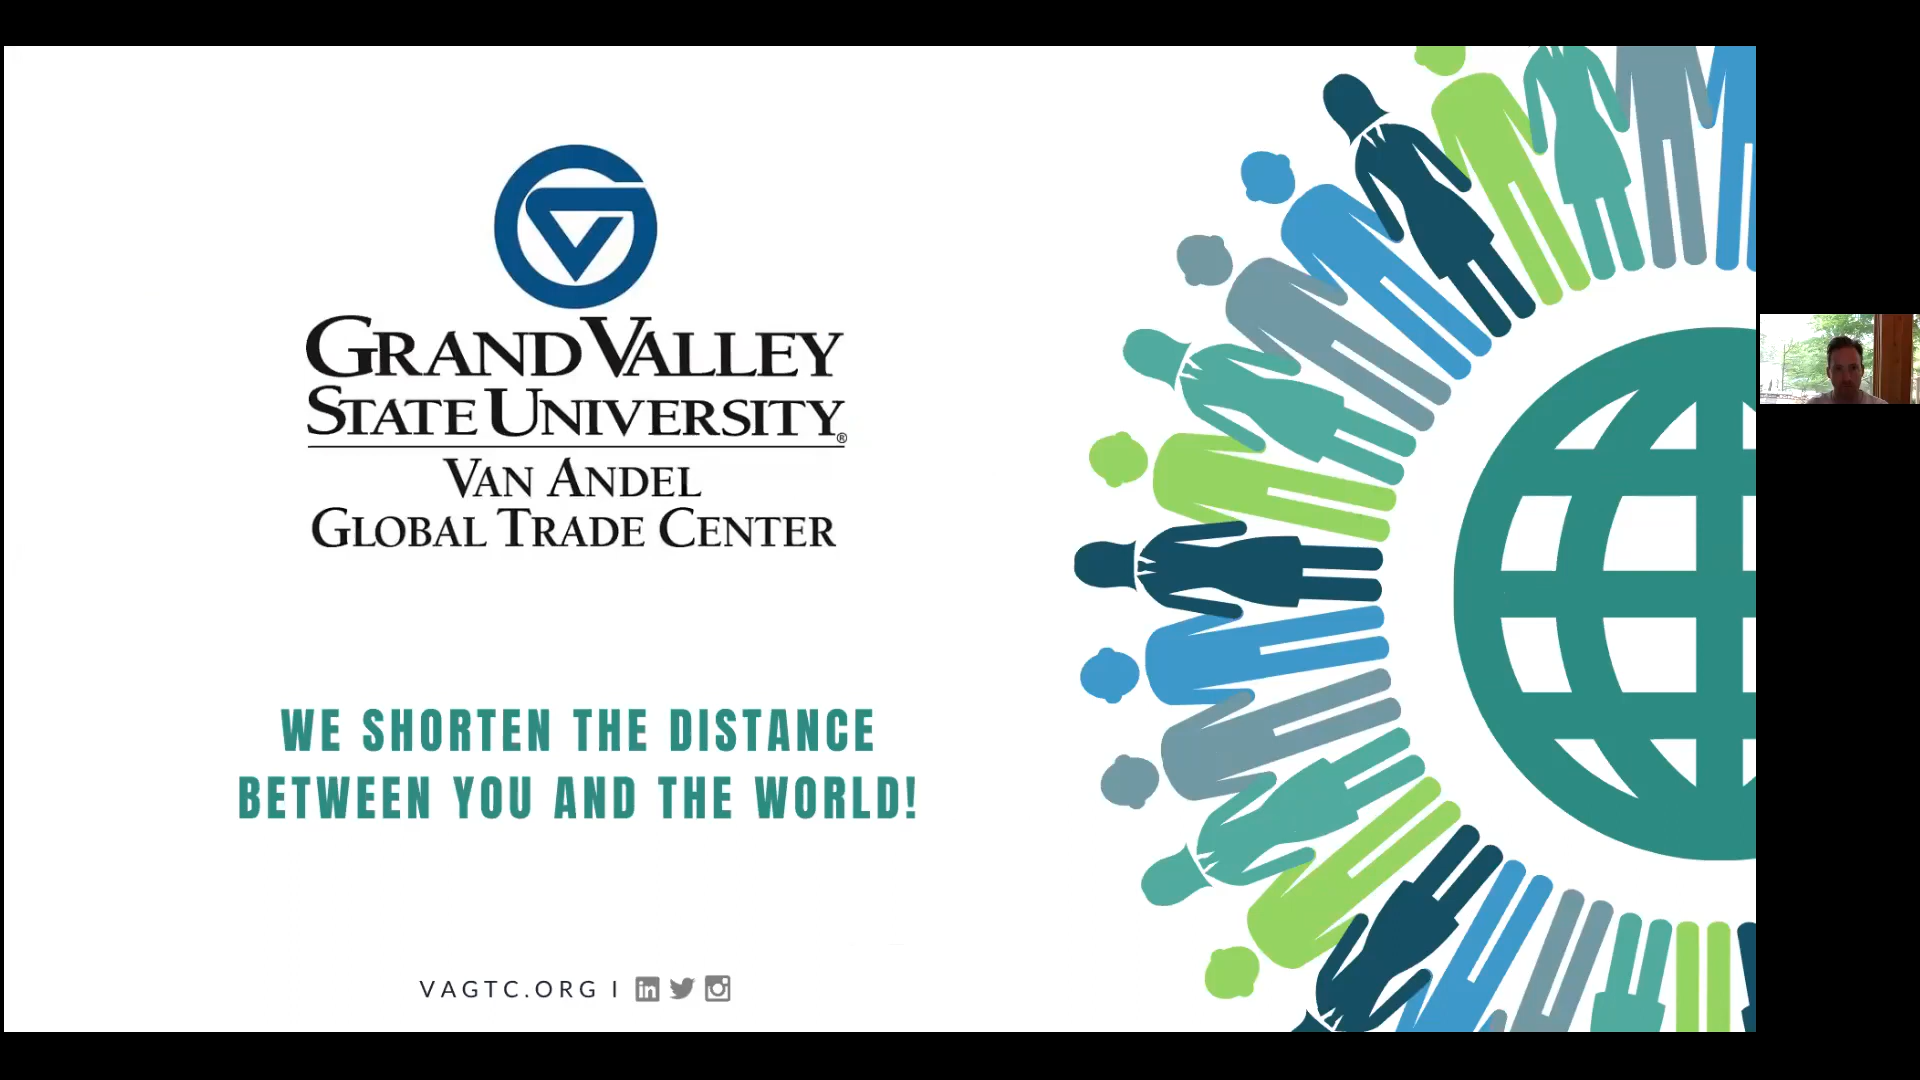 GRAND VALLEY
STATE UNIVERSITY®
VAN ANDEL
GLOBAL TRADE CENTER
WE SHORTEN THE DISTANCE
BETWEEN YOU AND THE WORLD!
VAGTC.ORG | in